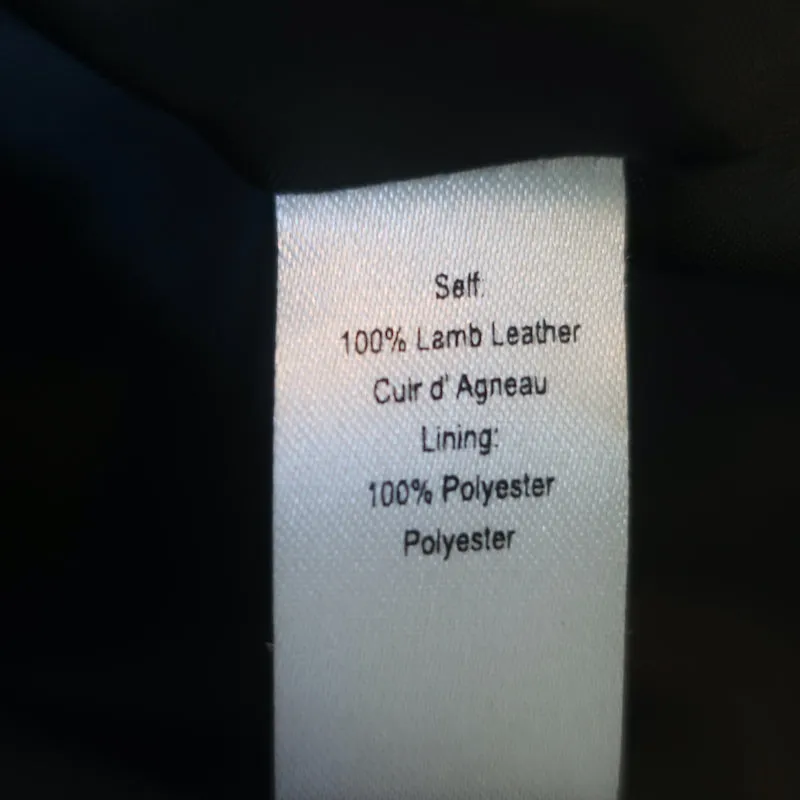 Self:
100% Lamb Leather
Cuir d' Agneau
Lining:
100% Polyester
Polyester